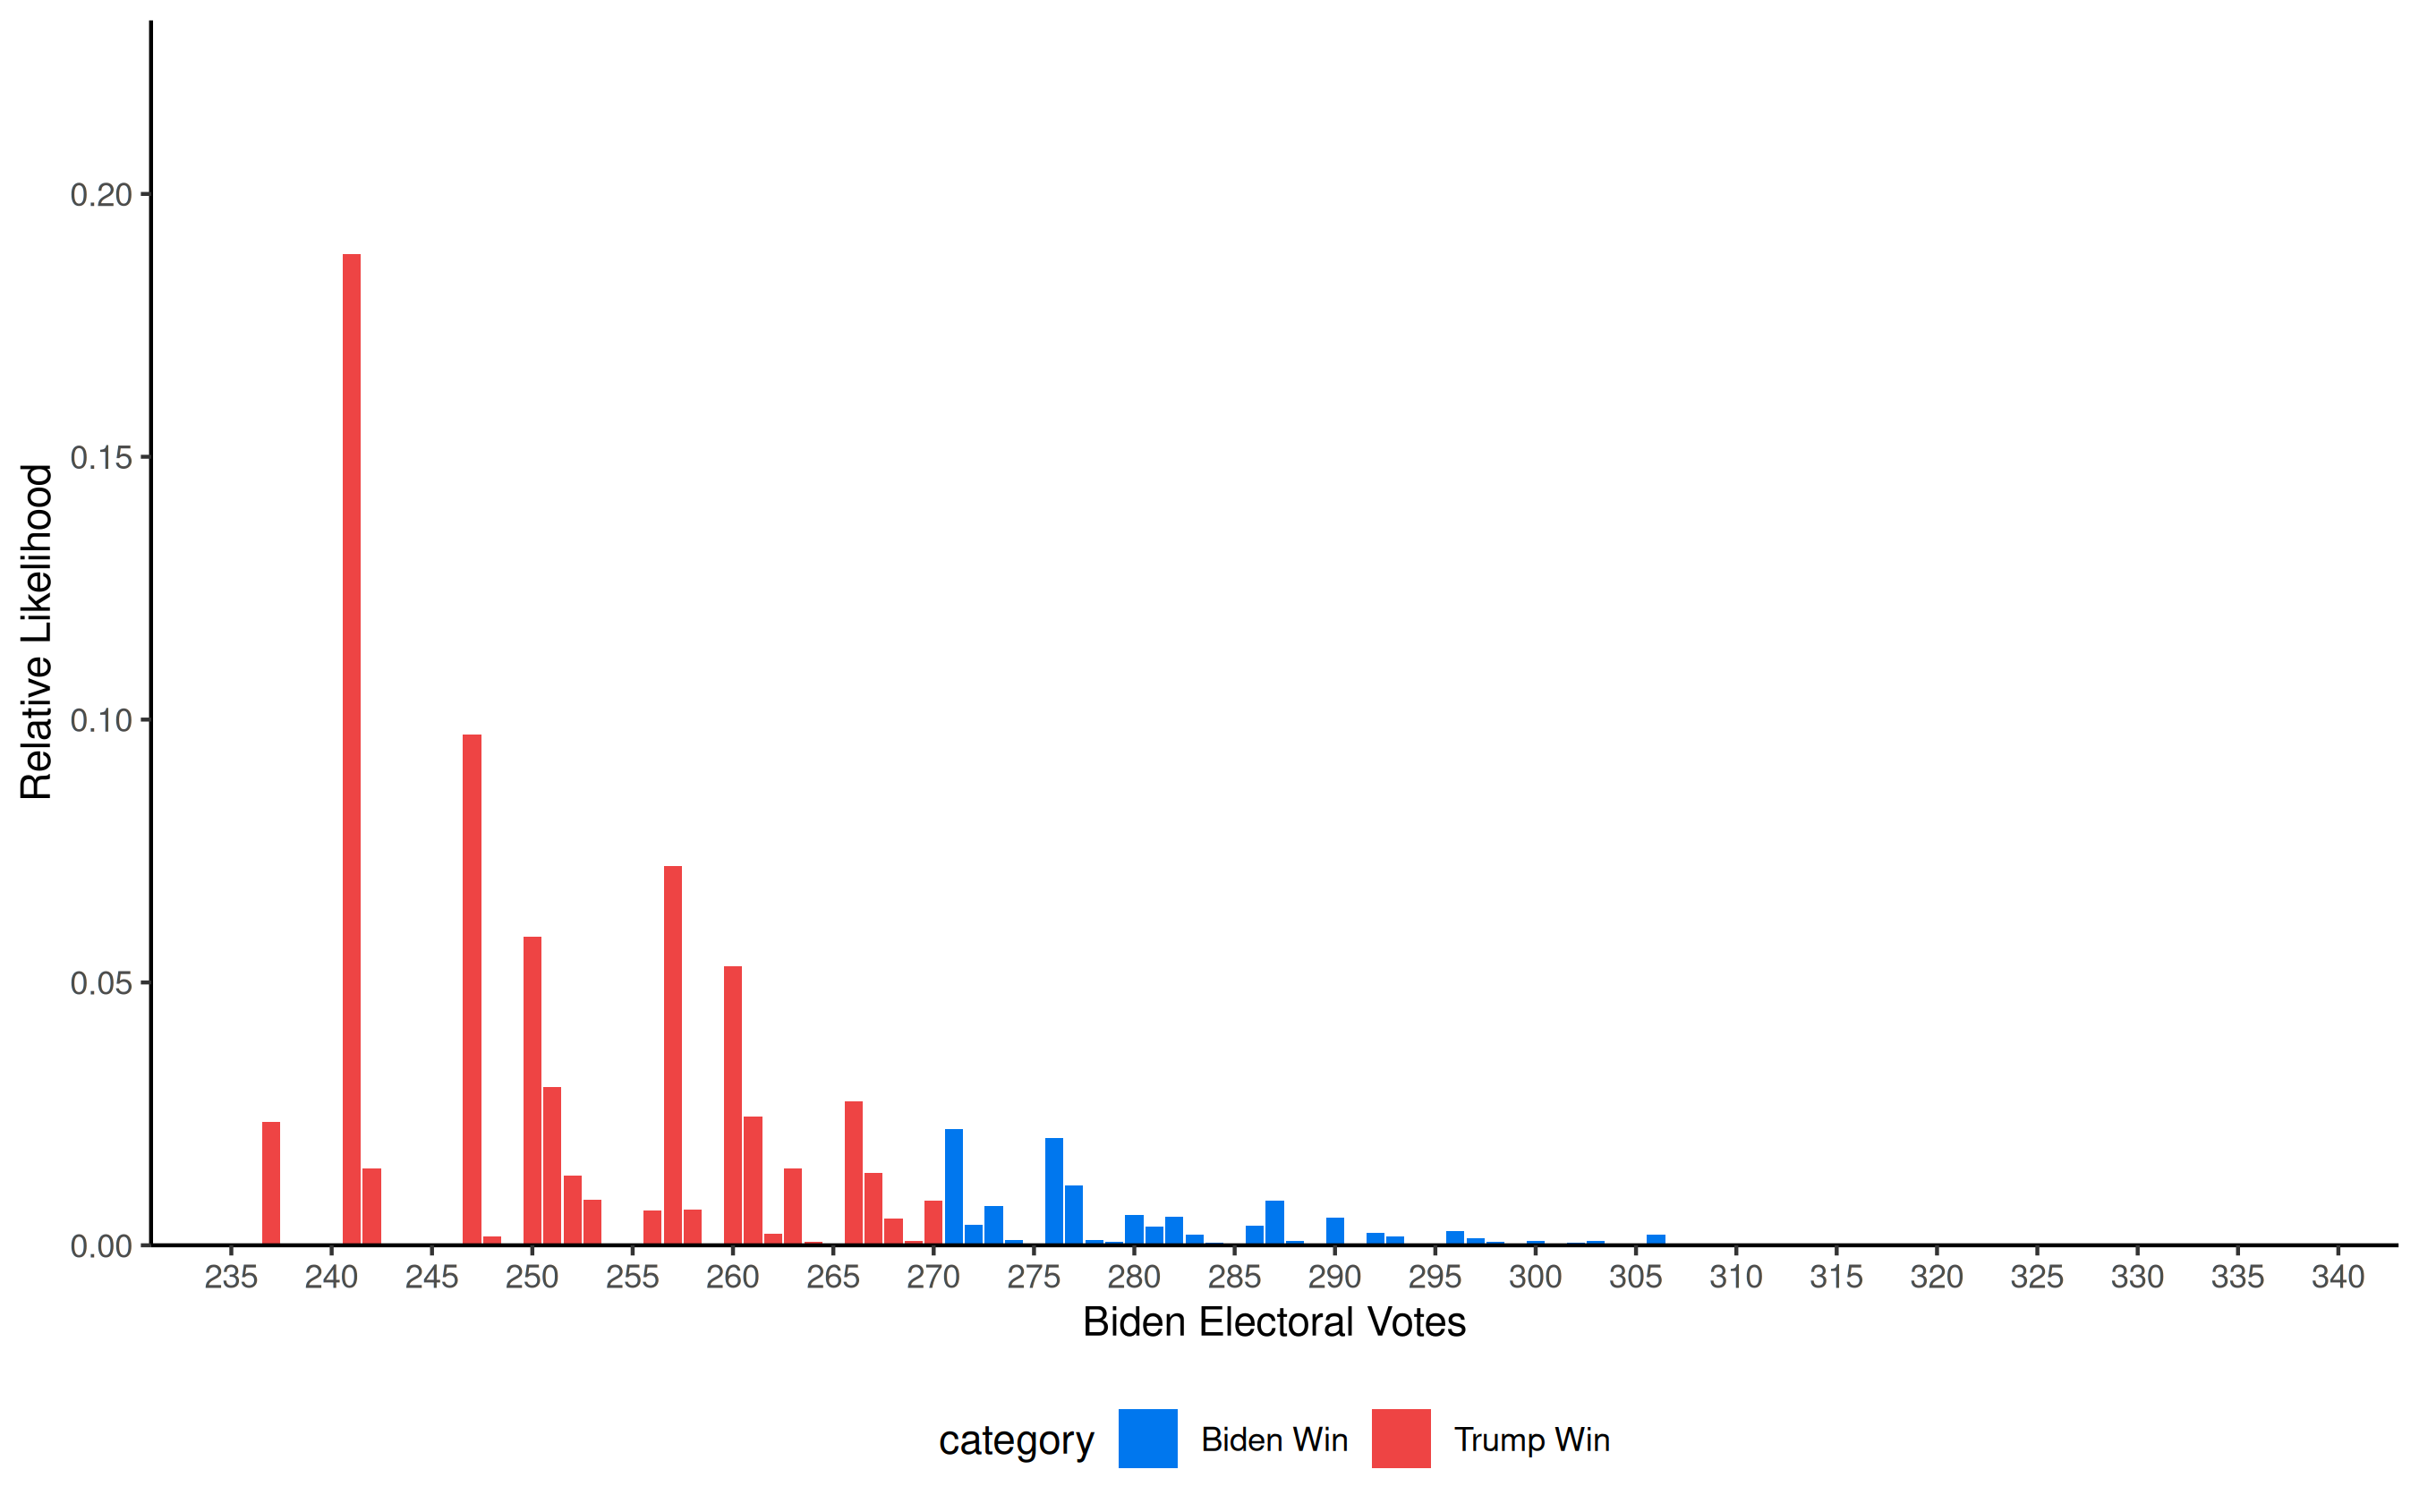 Relative Likelihood
0.20
0.15
0.10
0.05
0.00
235 240 245 250 255 260 265 270 275 280 285 290 295 300 305 310 315 320 325 330 335 340
Biden Electoral Votes
category Biden Win Trump Win